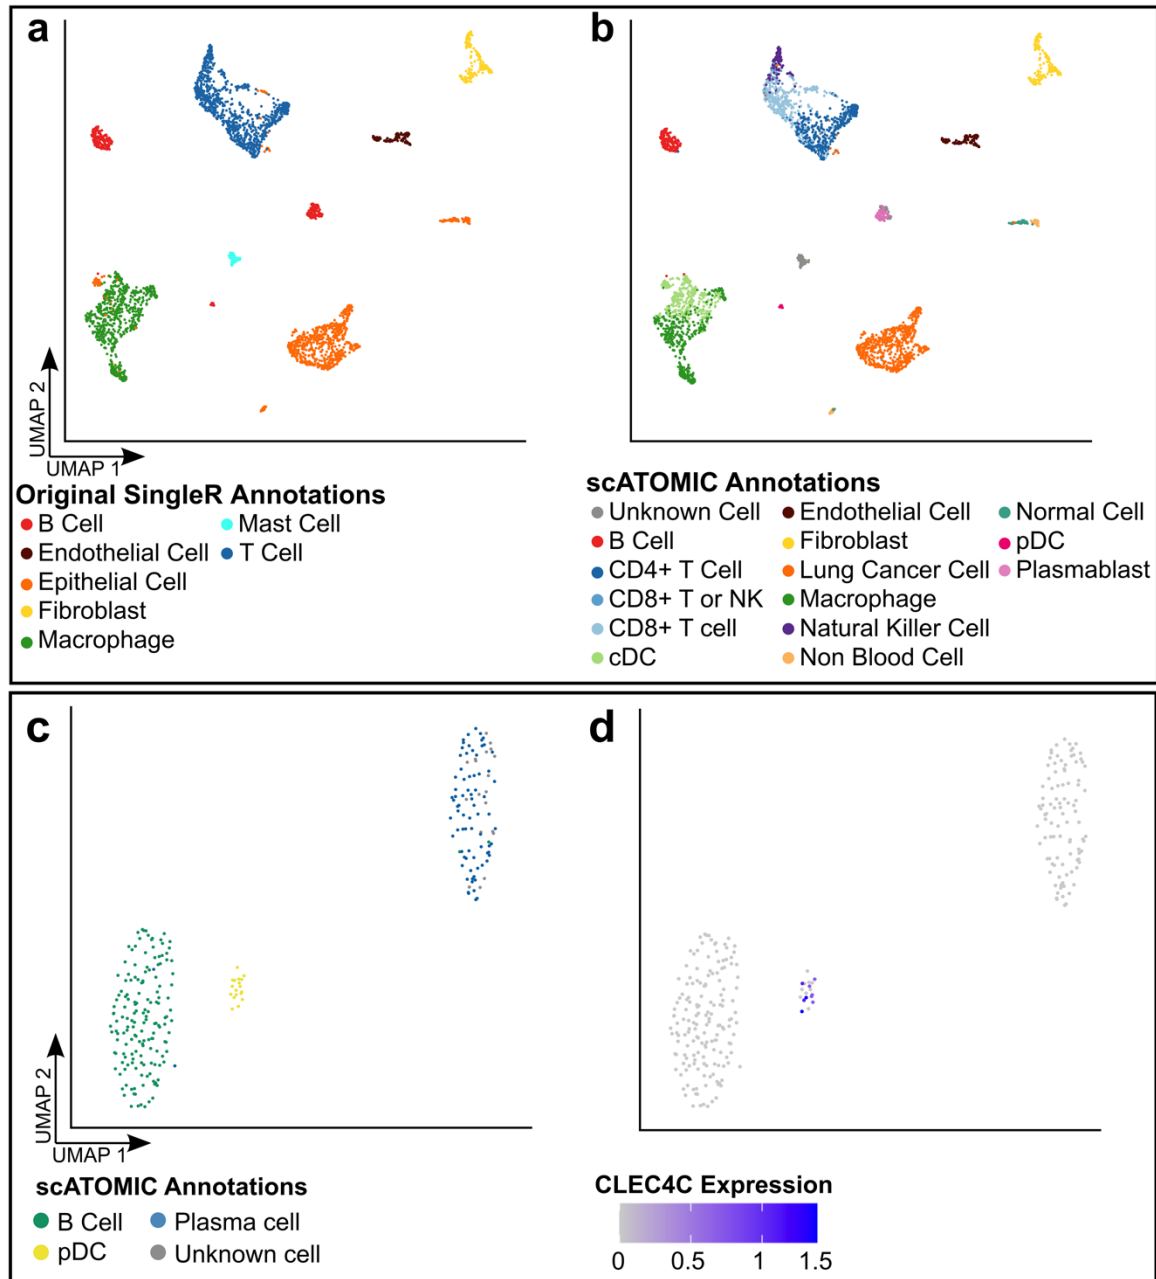 a
UMAP 2
UMAP 1
Original SingleR Annotations
B Cell
Mast Cell
Endothelial Cell
T Cell
Epithelial Cell
Fibroblast
Macrophage
b
scATOMIC Annotations
Unknown Cell
Endothelial Cell
Normal Cell
B Cell
Fibroblast
pDC
CD4+ T Cell
Lung Cancer Cell
Plasmablast
CD8+ T or NK
Macrophage
CD8+ T cell
Natural Killer Cell
cDC
Non Blood Cell
c
UMAP 2
UMAP 1
scATOMIC Annotations
B Cell
Plasma cell
pDC
Unknown cell
d
CLEC4C Expression
0 0.5 1 1.5